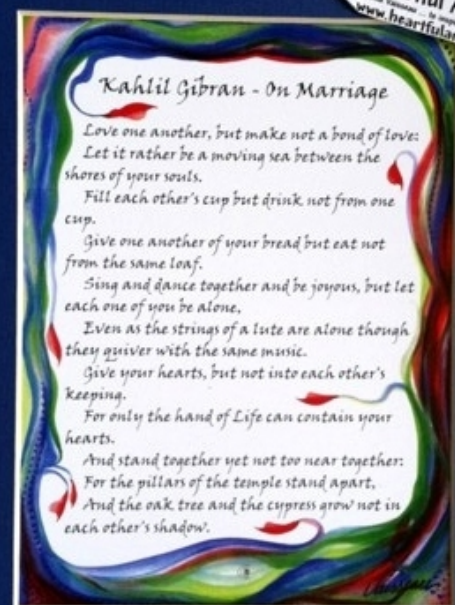 www.heartfular
Kahlil Gibran - On Marriage
Love one another, but make not a bond of love:
Let it rather be a moving sea between the
shores of your souls.
Fill each other's cup but drink not from one
cup.
Give one another of your bread but eat not
from the same loaf.
Sing and dance together and be joyous, but let
each one of you be alone,
Even as the strings of a lute are alone though
they quiver with the same music.
Give your hearts, but not into each other's
keeping.
For only the hand of Life can contain your
hearts.
And stand together yet not too near together:
For the pillars of the temple stand apart,
And the oak tree and the cypress grow not in
each other's shadow.